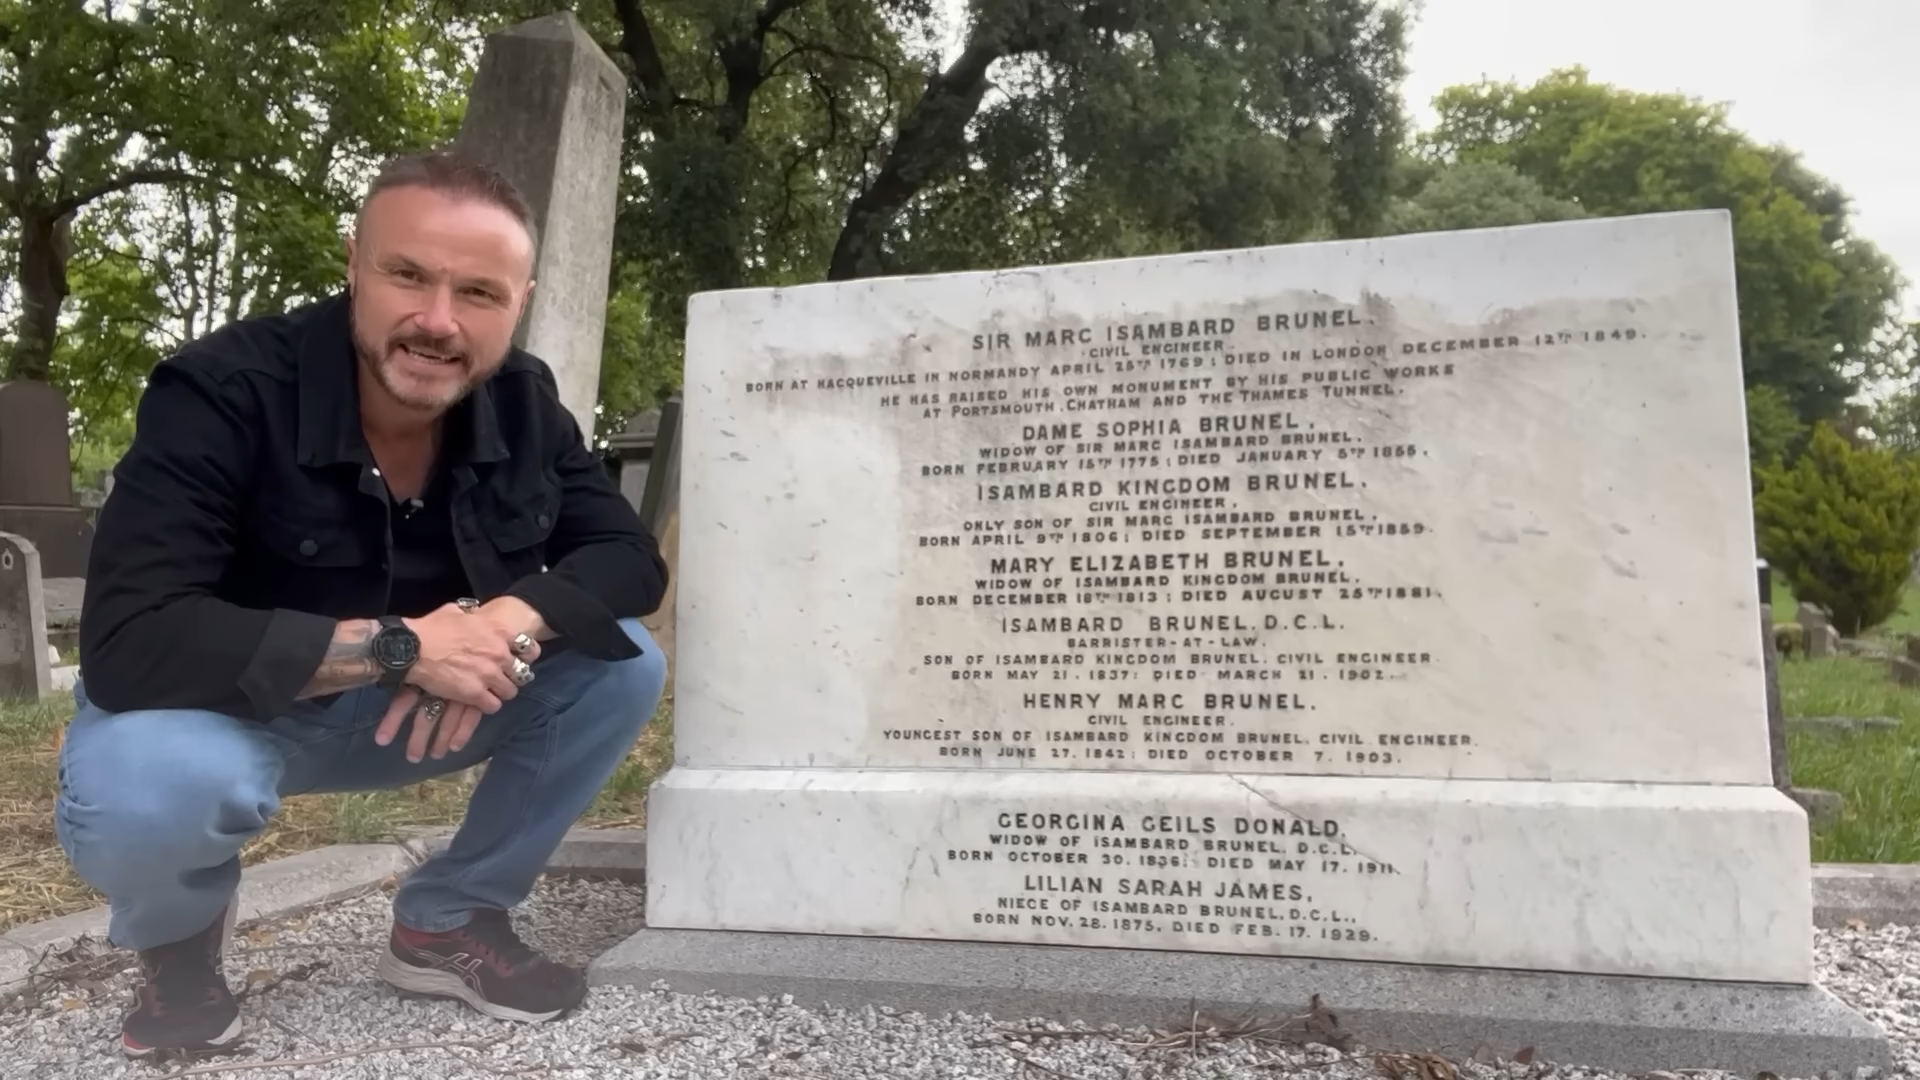 SIR MARC ISAMBARD BRUNEL.
CIVIL ENGINEER.
BORN AT HACQUEVILLE IN NORMANDY APRIL 25TH 1769; DIED IN LONDON DECEMBER 12TH 1849.
HE HAS RAISED HIS OWN MONUMENT BY HIS PUBLIC WORKS
AT PORTSMOUTH, CHATHAM AND THE THAMES TUNNEL.
DAME SOPHIA BRUNEL,
WIDOW OF SIR MARC ISAMBARD BRUNEL.
BORN FEBRUARY 15TH 1775; DIED JANUARY 5TH 1855.
ISAMBARD KINGDOM BRUNEL.
CIVIL ENGINEER,
ONLY SON OF SIR MARC ISAMBARD BRUNEL,
BORN APRIL 9TH 1806; DIED SEPTEMBER 15TH 1859.
MARY ELIZABETH BRUNEL,
WIDOW OF ISAMBARD KINGDOM BRUNEL.
BORN DECEMBER 18TH 1813; DIED AUGUST 25TH 1881.
ISAMBARD BRUNEL. D.C.L.
BARRISTER-AT-LAW.
SON OF ISAMBARD KINGDOM BRUNEL. CIVIL ENGINEER.
BORN MAY 21. 1837: DIED MARCH 21. 1902.
HENRY MARC BRUNEL.
CIVIL ENGINEER.
YOUNGEST SON OF ISAMBARD KINGDOM BRUNEL. CIVIL ENGINEER.
BORN JUNE 27. 1842: DIED OCTOBER 7. 1903.
GEORGINA GEILS DONALD.
WIDOW OF ISAMBARD BRUNEL. D.C.L.
BORN OCTOBER 30. 1836: DIED MAY 17. 1911.
LILIAN SARAH JAMES,
NIECE OF ISAMBARD BRUNEL, D.C.L.,
BORN NOV. 28. 1875. DIED FEB. 17. 1929.